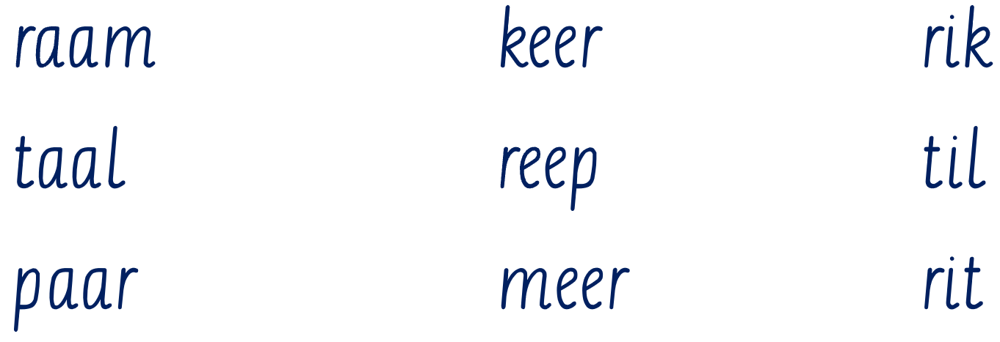 raam keer rik
taal reep til
paar meer rit